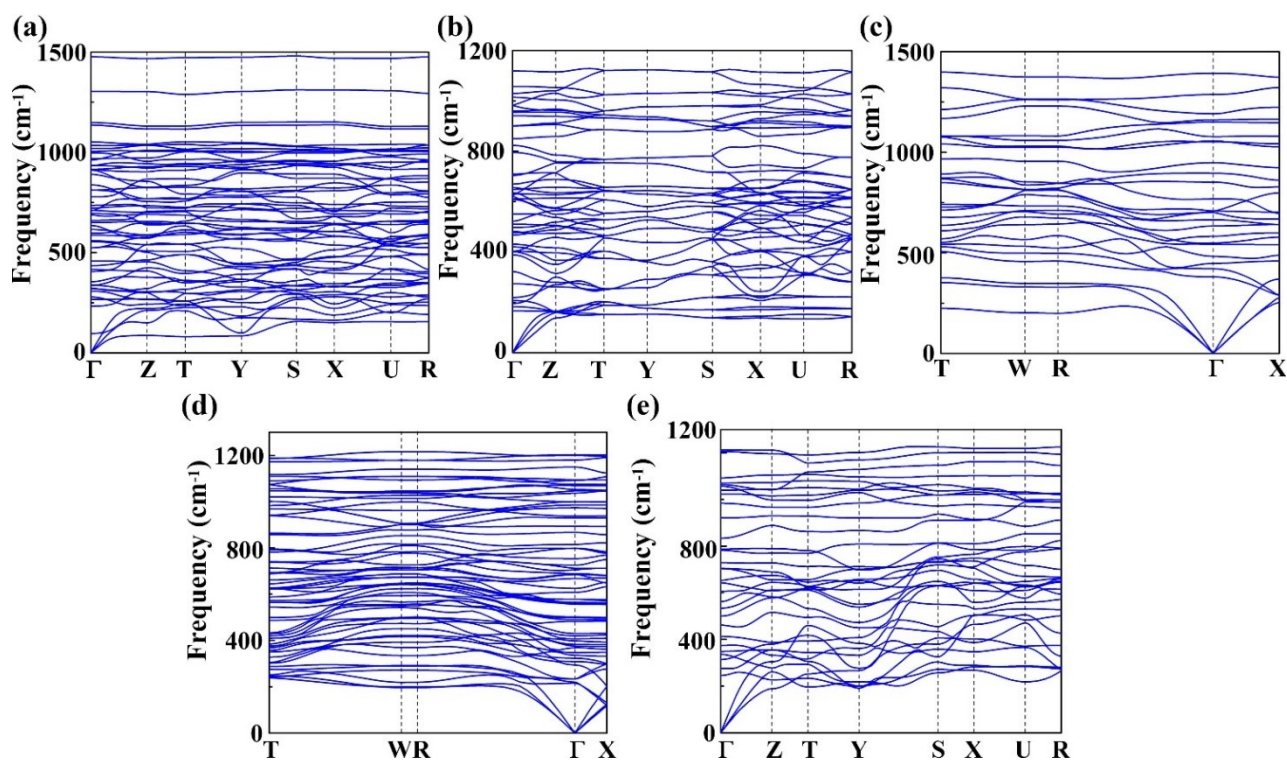 (a)
1500
1000
500
0
Frequency (cm-1)
Γ Z T Y S X U R
(b)
1200
800
400
0
Frequency (cm-1)
Γ Z T Y S X U R
(c)
1500
1000
500
0
Frequency (cm-1)
T W R Γ X
(d)
1200
800
400
0
Frequency (cm-1)
T W R Γ X
(e)
1200
800
400
0
Frequency (cm-1)
Γ Z T Y S X U R